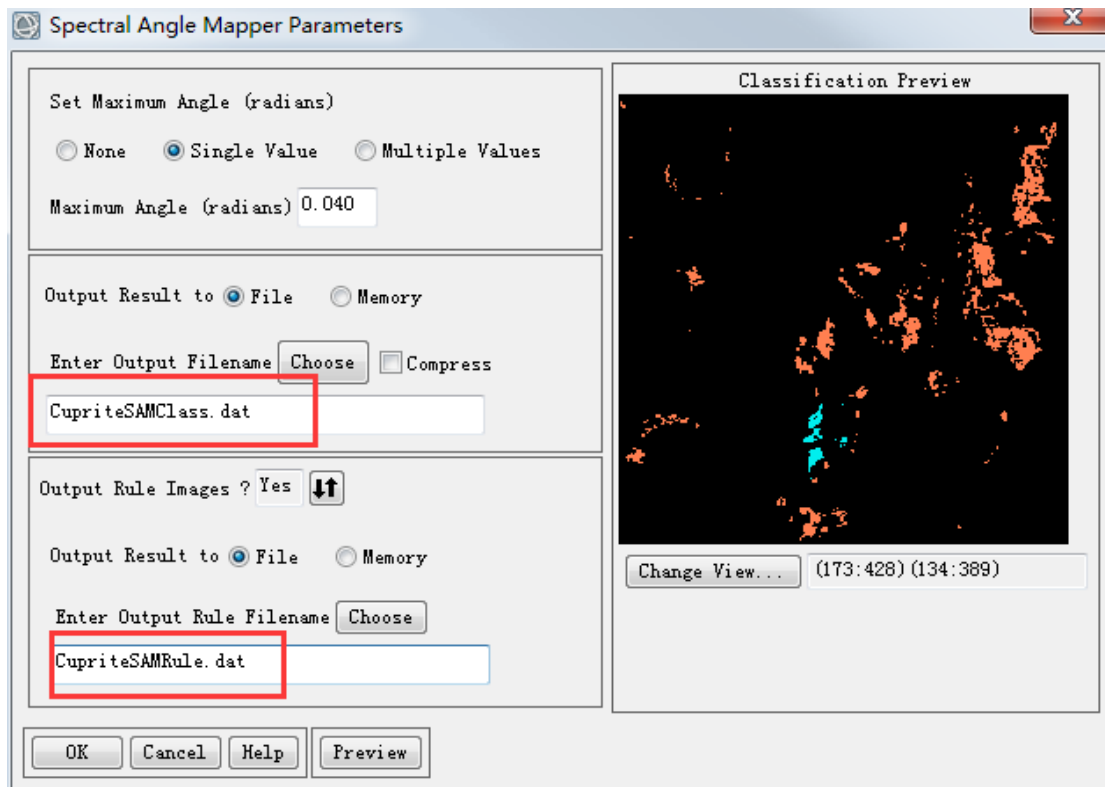 Spectral Angle Mapper Parameters
Set Maximum Angle (radians)
None Single Value Multiple Values
Maximum Angle (radians) 0.040
Output Result to File Memory
Enter Output Filename Choose Compress
CupriteSAMClass.dat
Output Rule Images ? Yes
Output Result to File Memory
Enter Output Rule Filename Choose
CupriteSAMRule.dat
OK Cancel Help Preview
Classification Preview
Change View... (173:428)(134:389)